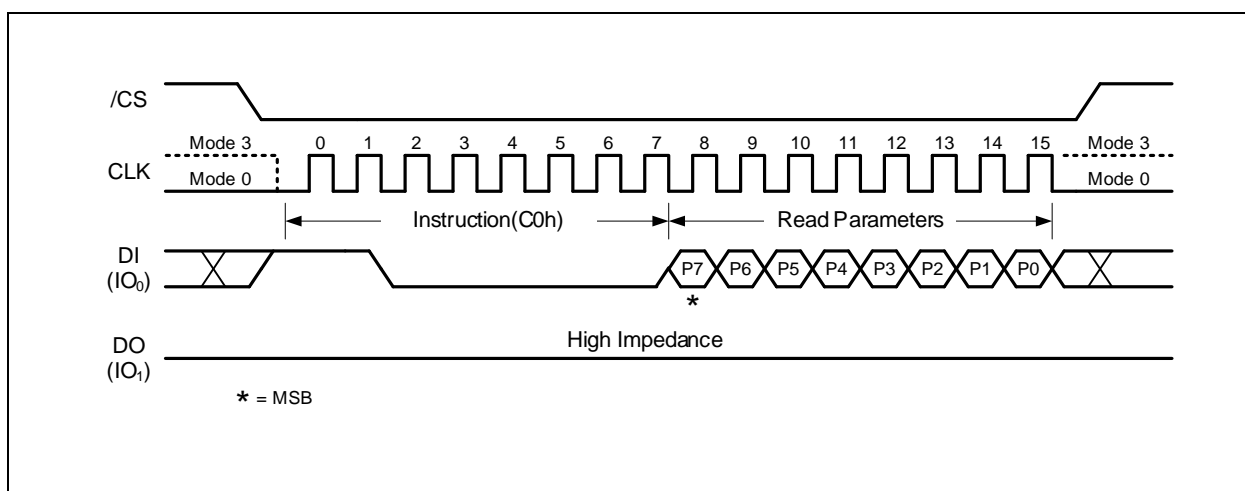 /CS
Mode 3 0 1 2 3 4 5 6 7 8 9 10 11 12 13 14 15 Mode 3
CLK
Mode 0 Mode 0
Instruction(C0h) Read Parameters
DI
(IO₀)
P7 P6 P5 P4 P3 P2 P1 P0
*
DO
(IO₁)
High Impedance
* = MSB